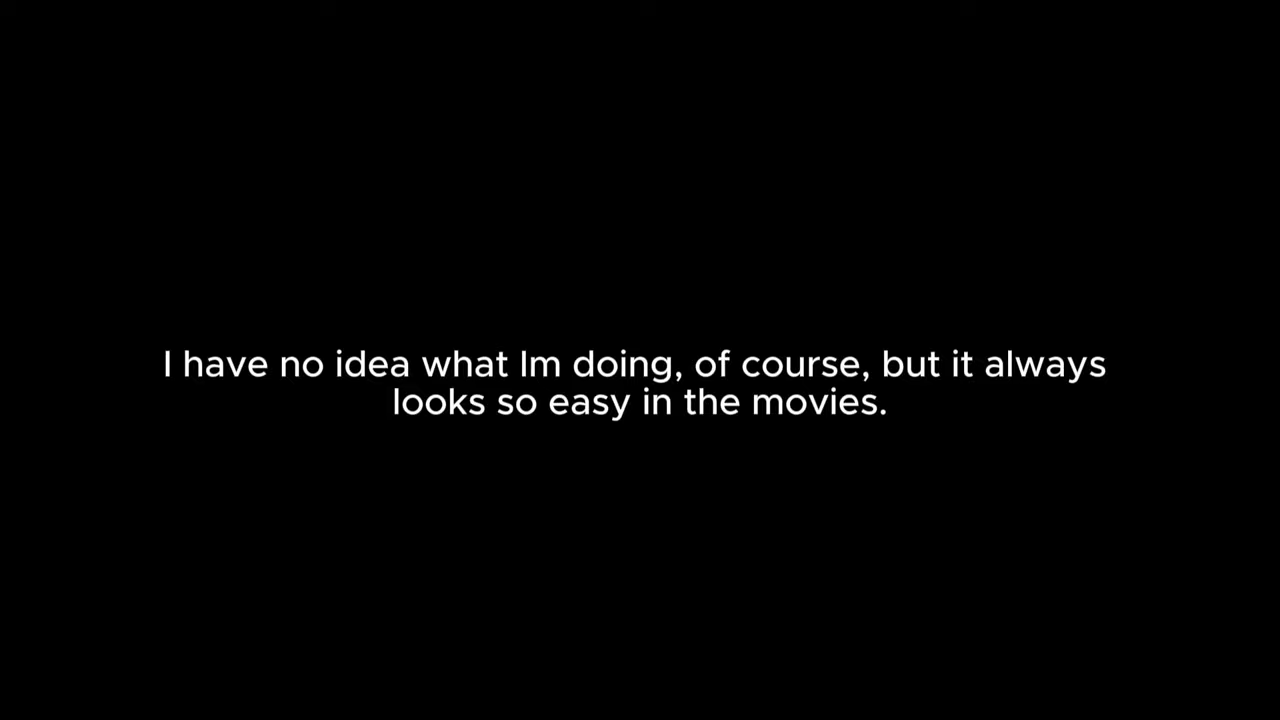 I have no idea what Im doing, of course, but it always
looks so easy in the movies.